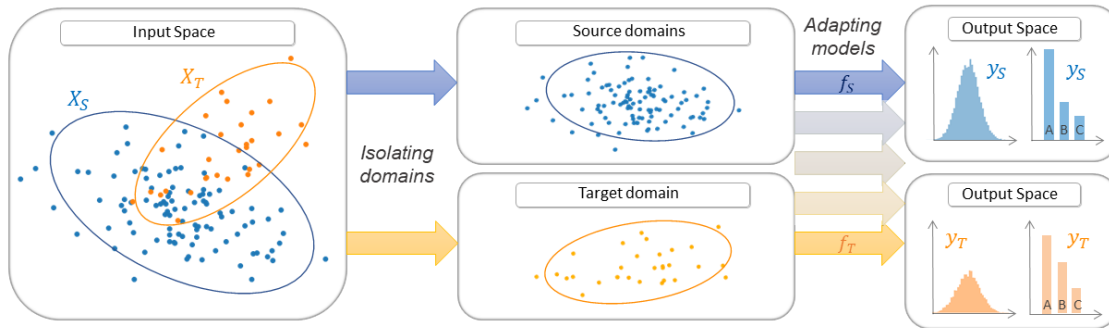 Input Space
X_T
X_S
Isolating
domains
Source domains
Target domain
Adapting
models
f_S
f_T
Output Space
y_S
y_S
A B C
Output Space
y_T
y_T
A B C